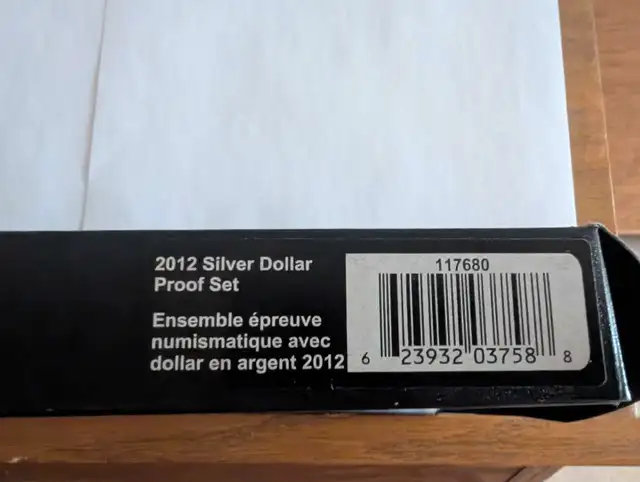 2012 Silver Dollar
Proof Set
Ensemble épreuve
numismatique avec
dollar en argent 2012
117680
6 23932 03758 8